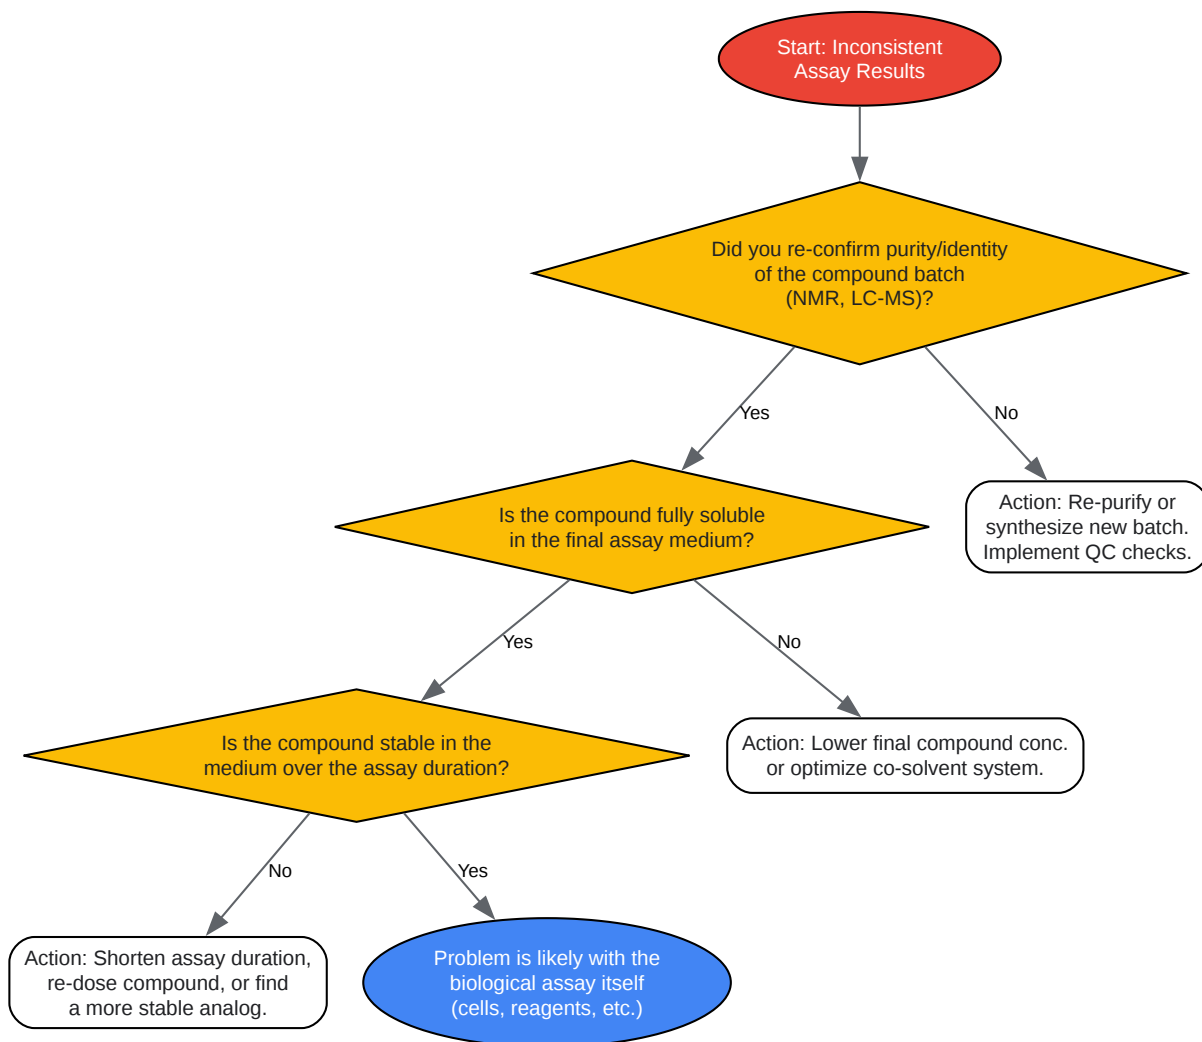 Start: Inconsistent
Assay Results
Did you re-confirm purity/identity
of the compound batch
(NMR, LC-MS)?
Yes
No
Is the compound fully soluble
in the final assay medium?
Action: Re-purify or
synthesize new batch.
Implement QC checks.
Yes
No
Is the compound stable in the
medium over the assay duration?
Action: Lower final compound conc.
or optimize co-solvent system.
No
Yes
Action: Shorten assay duration,
re-dose compound, or find
a more stable analog.
Problem is likely with the
biological assay itself
(cells, reagents, etc.)